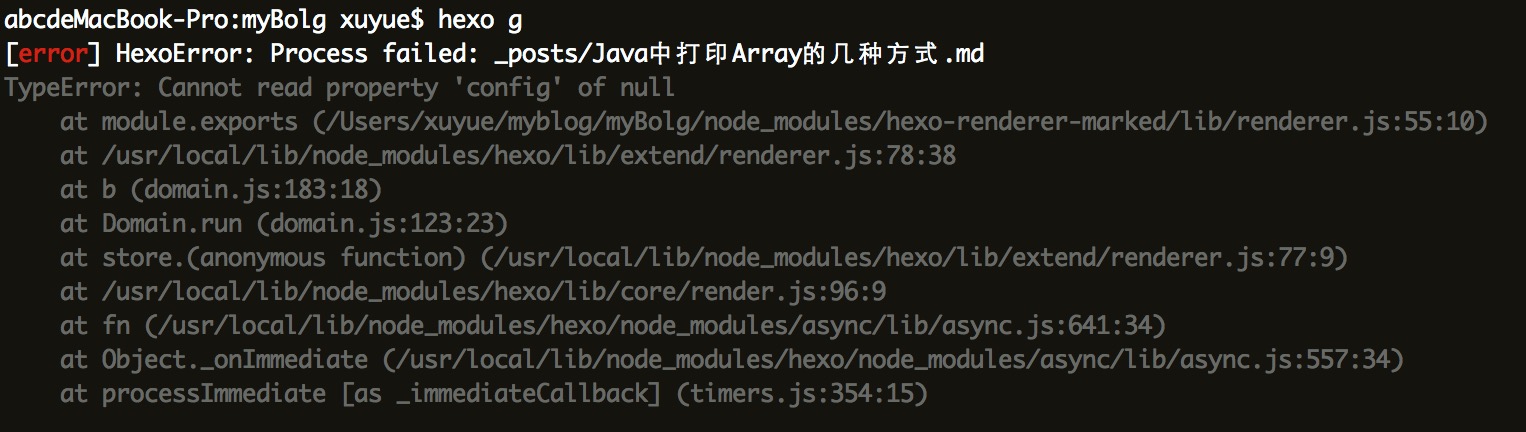 abcdeMacBook-Pro:myBolg xuyue$ hexo g
[error] HexoError: Process failed: _posts/Java中打印Array的几种方式.md
TypeError: Cannot read property 'config' of null
    at module.exports (/Users/xuyue/myblog/myBolg/node_modules/hexo-renderer-marked/lib/renderer.js:55:10)
    at /usr/local/lib/node_modules/hexo/lib/extend/renderer.js:78:38
    at b (domain.js:183:18)
    at Domain.run (domain.js:123:23)
    at store.(anonymous function) (/usr/local/lib/node_modules/hexo/lib/extend/renderer.js:77:9)
    at /usr/local/lib/node_modules/hexo/lib/core/render.js:96:9
    at fn (/usr/local/lib/node_modules/hexo/node_modules/async/lib/async.js:641:34)
    at Object._onImmediate (/usr/local/lib/node_modules/hexo/node_modules/async/lib/async.js:557:34)
    at processImmediate [as _immediateCallback] (timers.js:354:15)